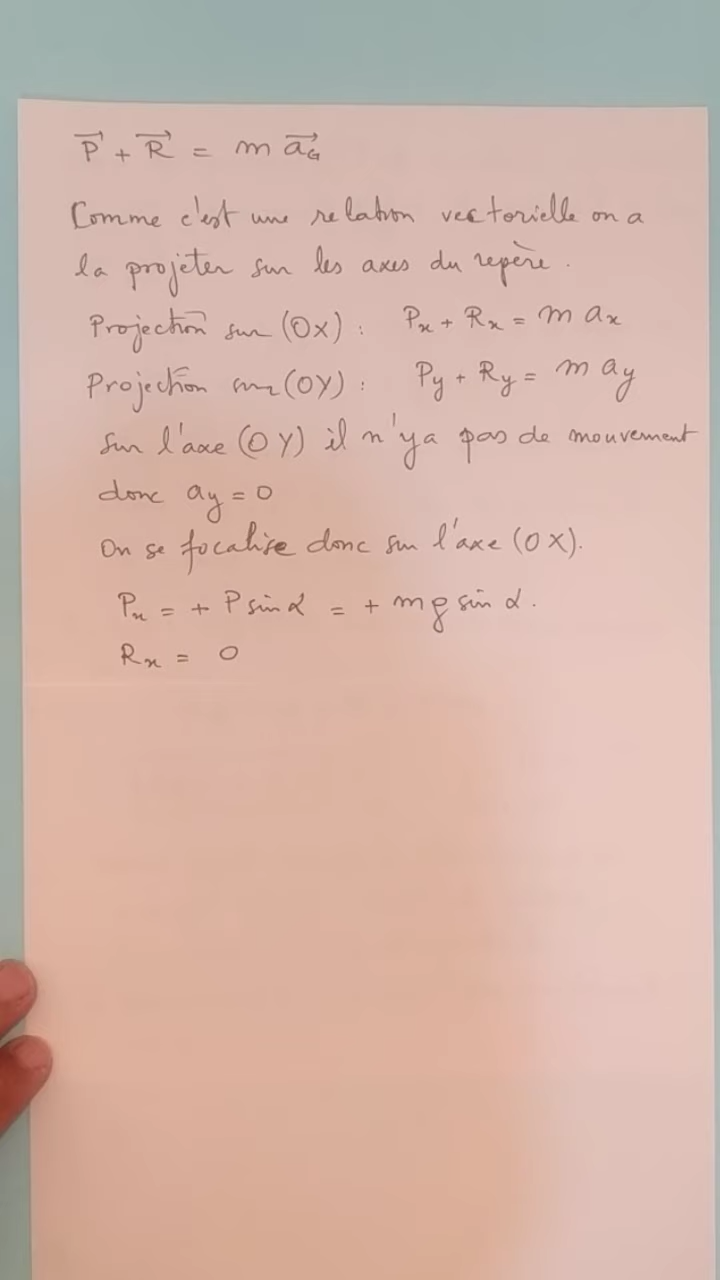 P⃗ + R⃗ = m a⃗G
Comme c'est une relation vectorielle on a
la projeter sur les axes du repère.
Projection sur (OX) : Px + Rx = m ax
Projection sur (OY) : Py + Ry = m ay
Sur l'axe (OY) il n'ya pas de mouvement
donc ay = 0
On se focalise donc sur l'axe (OX).
Px = + P sin α = + mg sin α.
Rx = 0